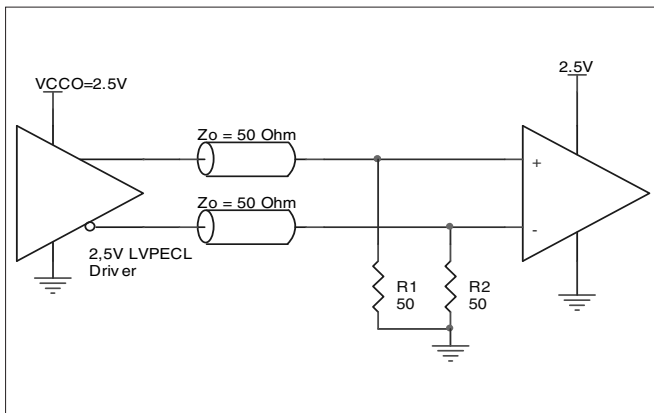 VCCO=2.5V
2.5V
Zo = 50 Ohm
+
Zo = 50 Ohm
-
2,5V LVPECL
Driver
R1
50
R2
50